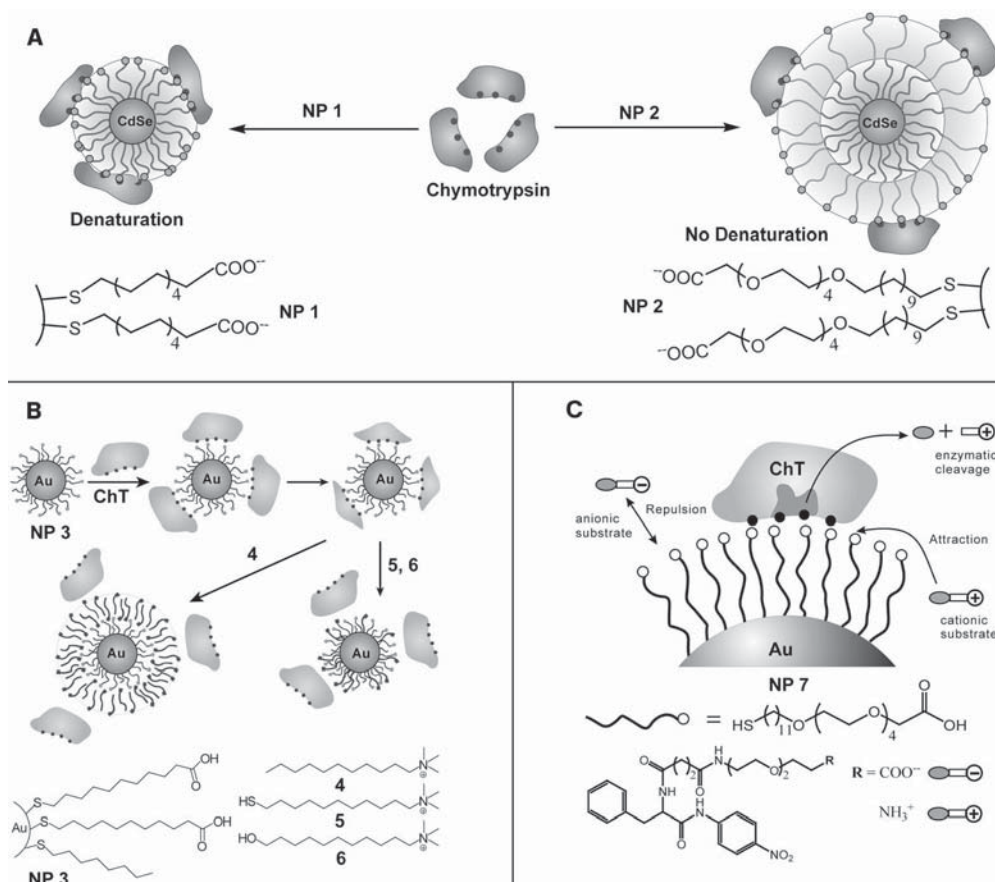 A
CdSe
Denaturation
NP 1
Chymotrypsin
NP 2
CdSe
No Denaturation
S
4
COO⁻
S
4
COO⁻
NP 1
NP 2
⁻OOC
O
4
O
9
S
⁻OOC
O
4
O
9
S
B
Au
NP 3
ChT
Au
Au
4
5, 6
Au
Au
Au
S
O
OH
S
O
OH
S
NP 3
N
⊕
4
HS
N
⊕
5
HO
N
⊕
6
C
ChT
+
+
enzymatic
cleavage
−
anionic
substrate
Repulsion
Attraction
+
cationic
substrate
Au
NP 7
=
HS
11
O
O
4
O
OH
O
2
O
H
N
O
2
R
HN
O
H
N
NO₂
R = COO⁻
−
NH₃⁺
+